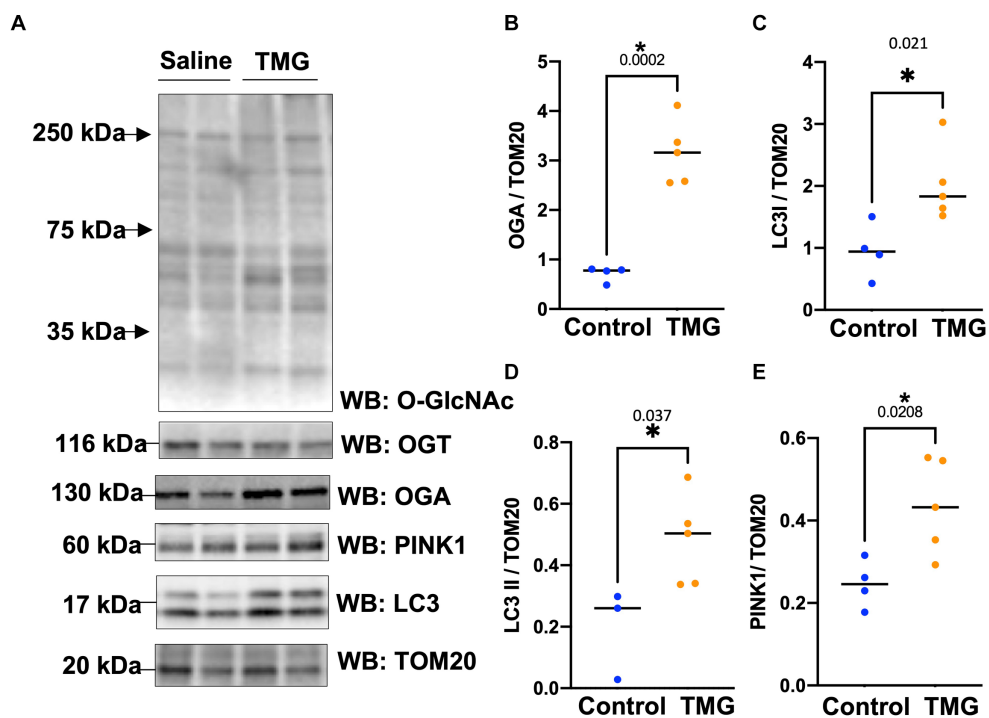 A
Saline TMG
250 kDa
75 kDa
35 kDa
WB: O-GlcNAc
116 kDa
WB: OGT
130 kDa
WB: OGA
60 kDa
WB: PINK1
17 kDa
WB: LC3
20 kDa
WB: TOM20
B
*
0.0002
5
4
3
2
1
0
OGA / TOM20
Control TMG
C
0.021
*
4
3
2
1
0
LC3I / TOM20
Control TMG
D
0.037
*
0.8
0.6
0.4
0.2
0.0
LC3 II / TOM20
Control TMG
E
*
0.0208
0.6
0.4
0.2
0.0
PINK1/ TOM20
Control TMG